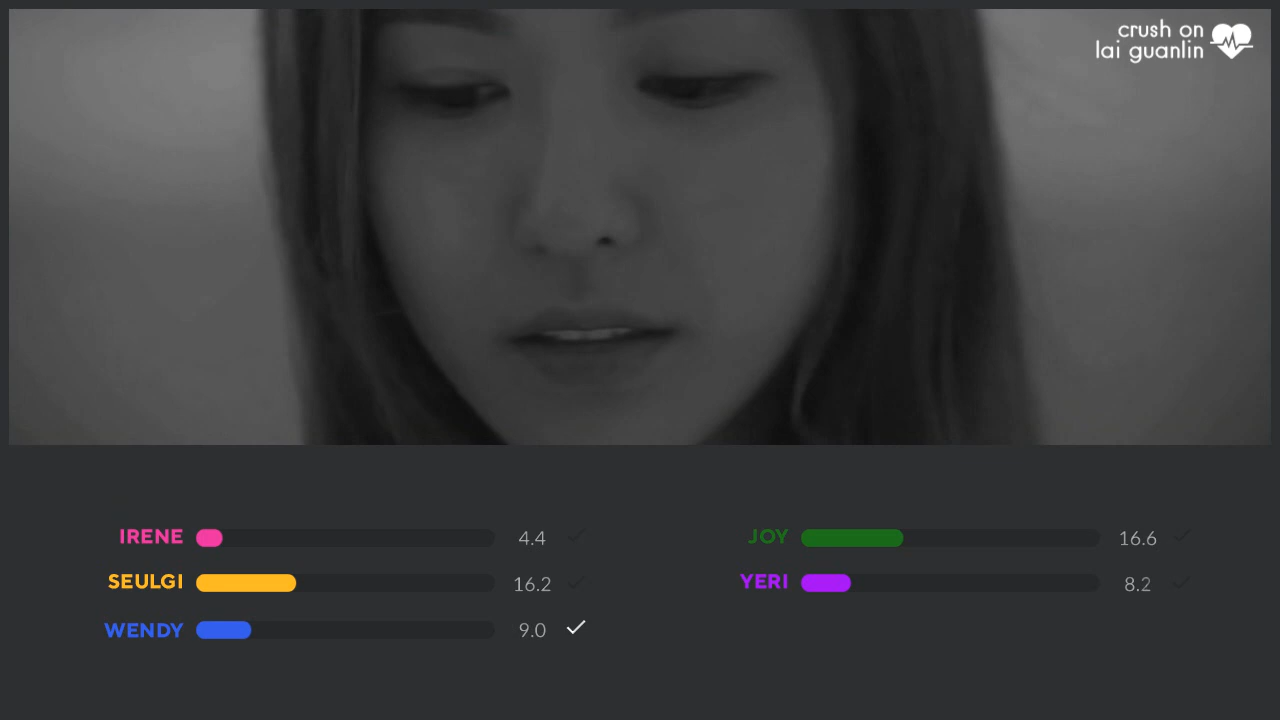 crush on
lai guanlin
IRENE 4.4
SEULGI 16.2
WENDY 9.0
JOY 16.6
YERI 8.2